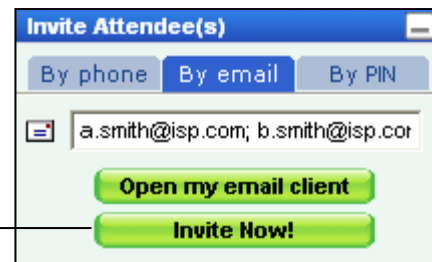 Invite Attendee(s)
By phone By email By PIN
a.smith@isp.com; b.smith@isp.cor
Open my email client
Invite Now!